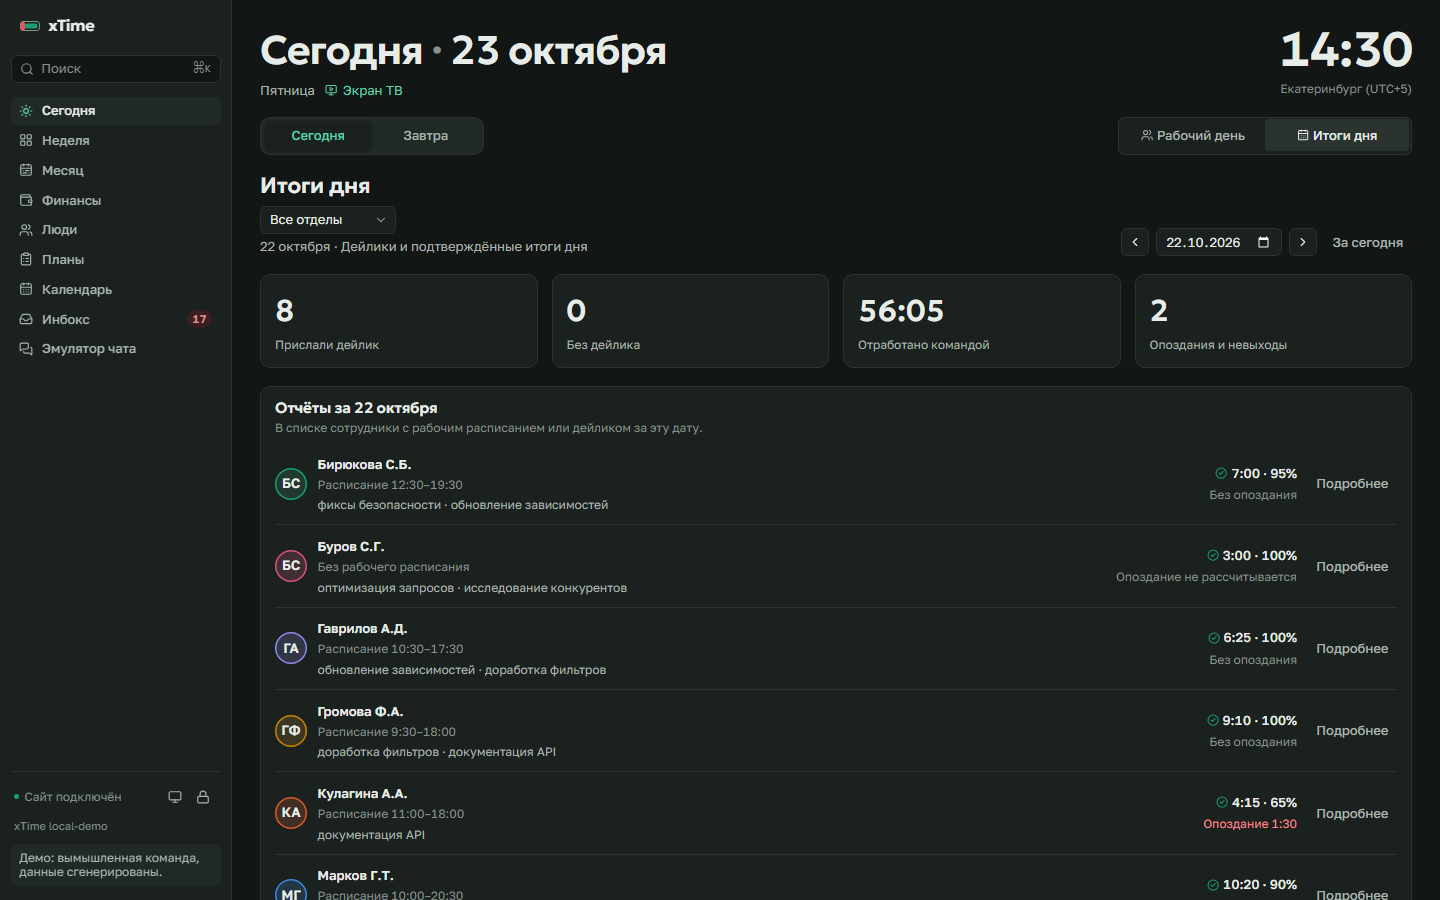 xTime
Поиск
⌘K
Сегодня
Неделя
Месяц
Финансы
Люди
Планы
Календарь
Инбокс 17
Эмулятор чата
Сайт подключён
xTime local-demo
Демо: вымышленная команда,
данные сгенерированы.
Сегодня · 23 октября
Пятница Экран ТВ
14:30
Екатеринбург (UTC+5)
Сегодня Завтра
Рабочий день Итоги дня
Итоги дня
Все отделы
22 октября · Дейлики и подтверждённые итоги дня
22.10.2026
За сегодня
8
Прислали дейлик
0
Без дейлика
56:05
Отработано командой
2
Опоздания и невыходы
Отчёты за 22 октября
В списке сотрудники с рабочим расписанием или дейликом за эту дату.
БС
Бирюкова С.Б.
Расписание 12:30–19:30
фиксы безопасности · обновление зависимостей
7:00 · 95%
Без опоздания
Подробнее
БС
Буров С.Г.
Без рабочего расписания
оптимизация запросов · исследование конкурентов
3:00 · 100%
Опоздание не рассчитывается
Подробнее
ГА
Гаврилов А.Д.
Расписание 10:30–17:30
обновление зависимостей · доработка фильтров
6:25 · 100%
Без опоздания
Подробнее
ГФ
Громова Ф.А.
Расписание 9:30–18:00
доработка фильтров · документация API
9:10 · 100%
Без опоздания
Подробнее
КА
Кулагина А.А.
Расписание 11:00–18:00
документация API
4:15 · 65%
Опоздание 1:30
Подробнее
МГ
Марков Г.Т.
Расписание 10:00–20:30
10:20 · 90%
Подробнее